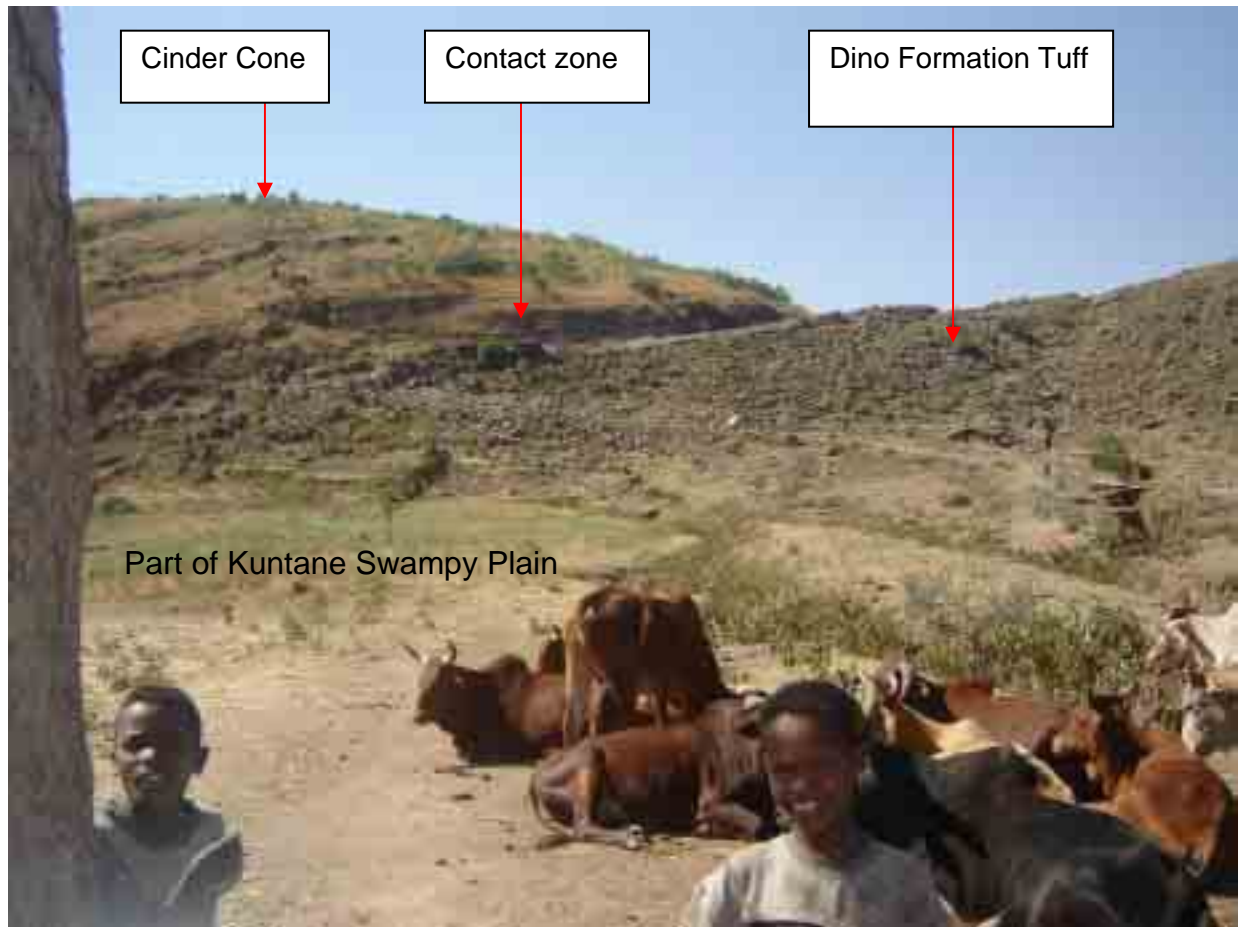 Cinder Cone
Contact zone
Dino Formation Tuff
Part of Kuntane Swampy Plain